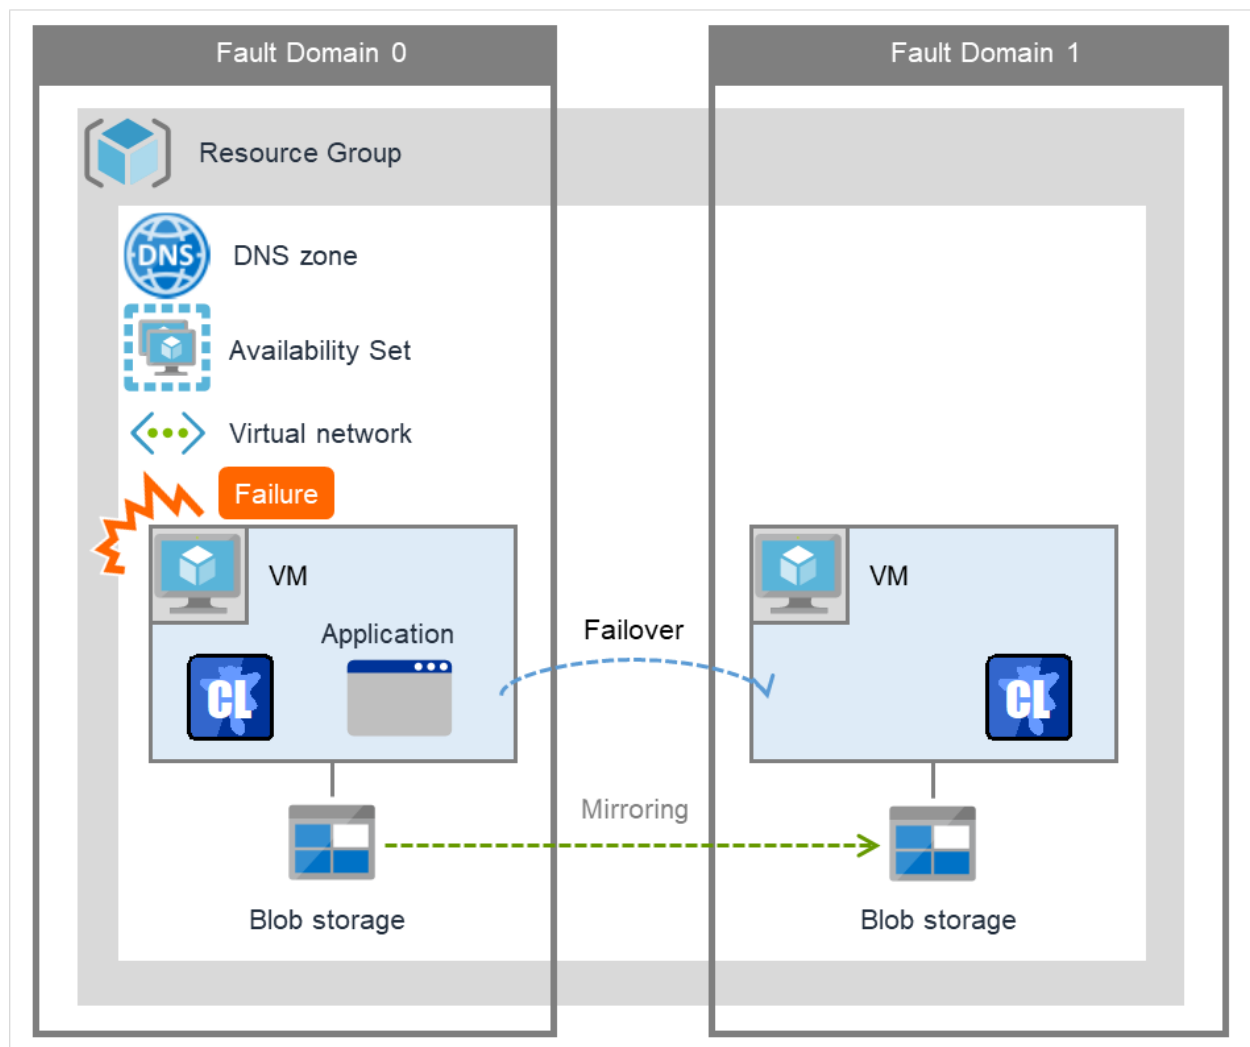 Fault Domain 0
Fault Domain 1
Resource Group
DNS
DNS zone
Availability Set
Virtual network
Failure
VM
VM
Application
Failover
CL
CL
Mirroring
Blob storage
Blob storage